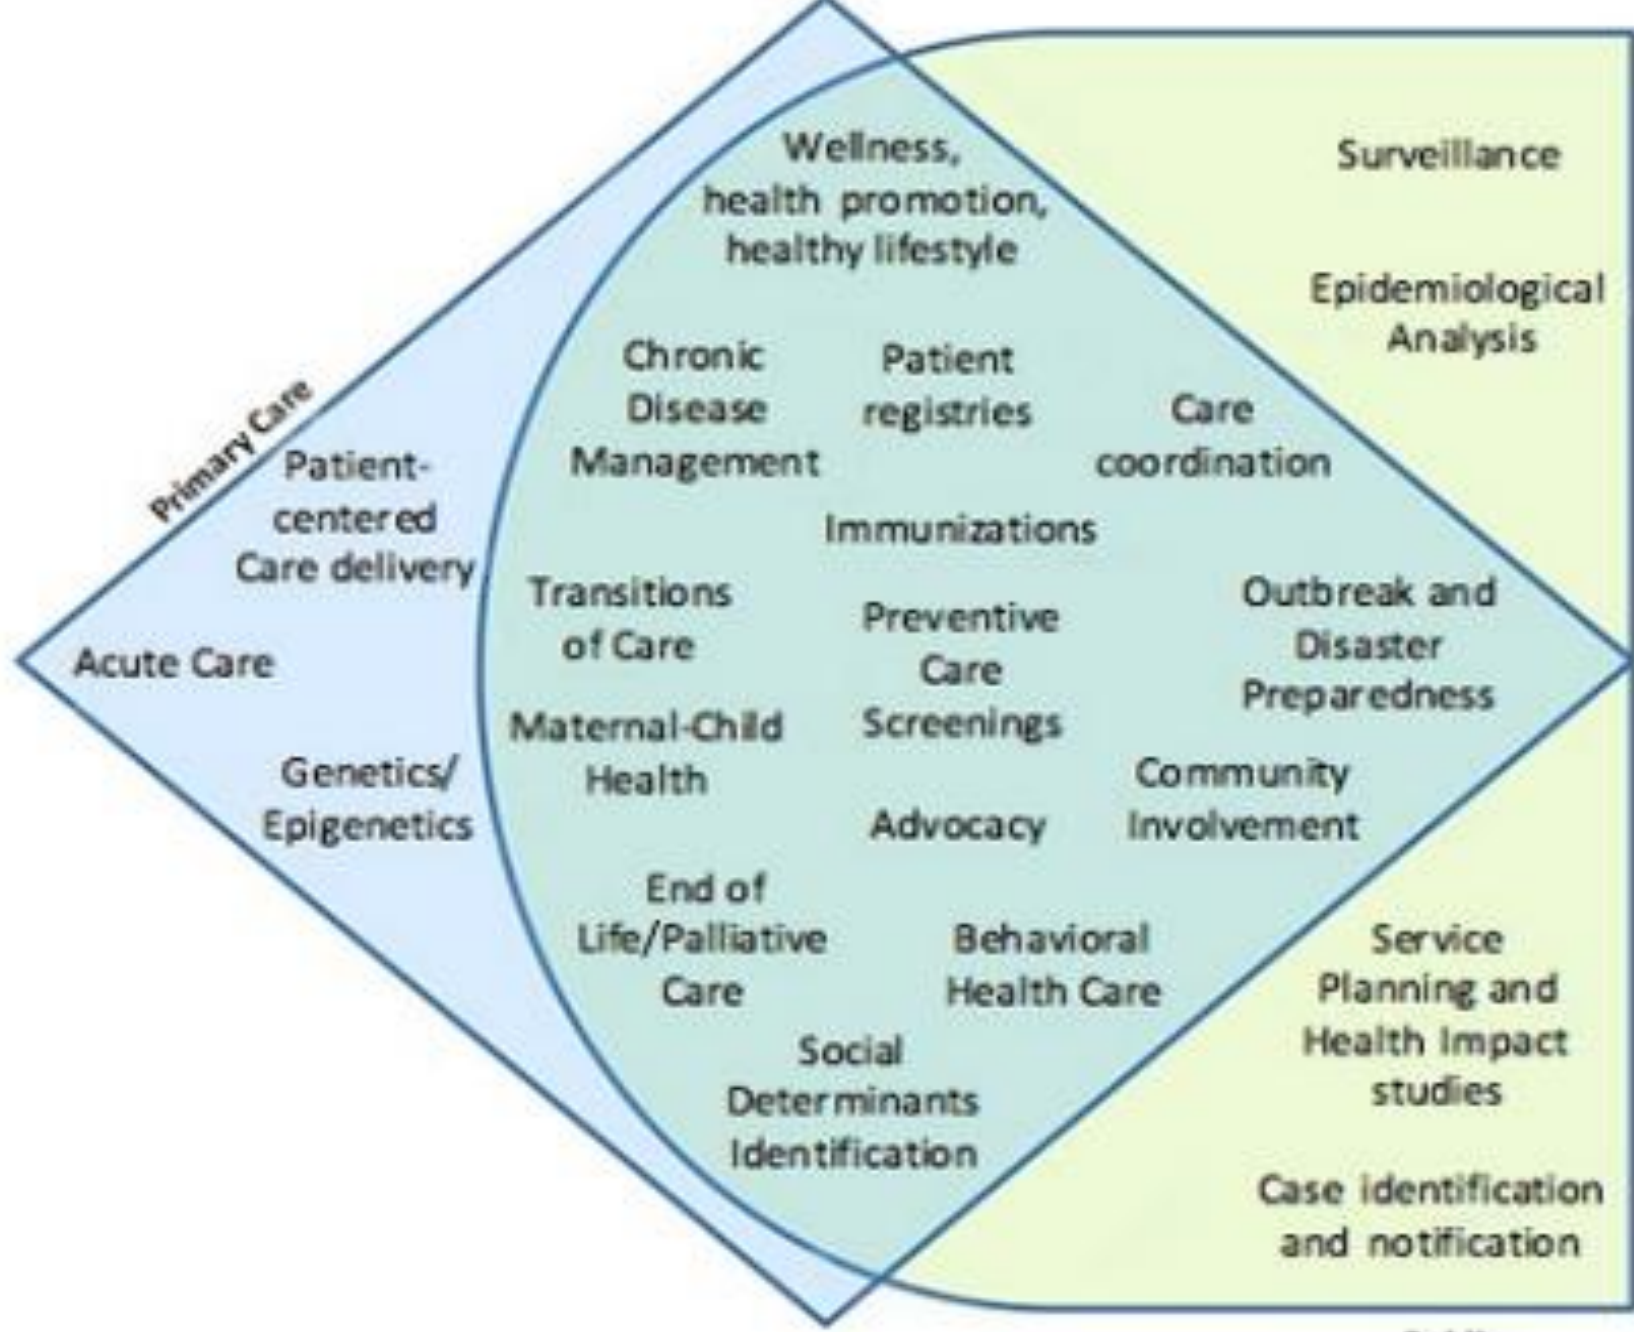 Wellness,
health promotion,
healthy lifestyle
Surveillance
Epidemiological
Analysis
Chronic
Disease
Management
Patient
registries
Care
coordination
Primary Care
Patient-
centered
Care delivery
Immunizations
Transitions
of Care
Preventive
Care
Screenings
Outbreak and
Disaster
Preparedness
Acute Care
Maternal-Child
Health
Genetics/
Epigenetics
Advocacy
Community
Involvement
End of
Life/Palliative
Care
Behavioral
Health Care
Service
Planning and
Health Impact
studies
Social
Determinants
Identification
Case identification
and notification